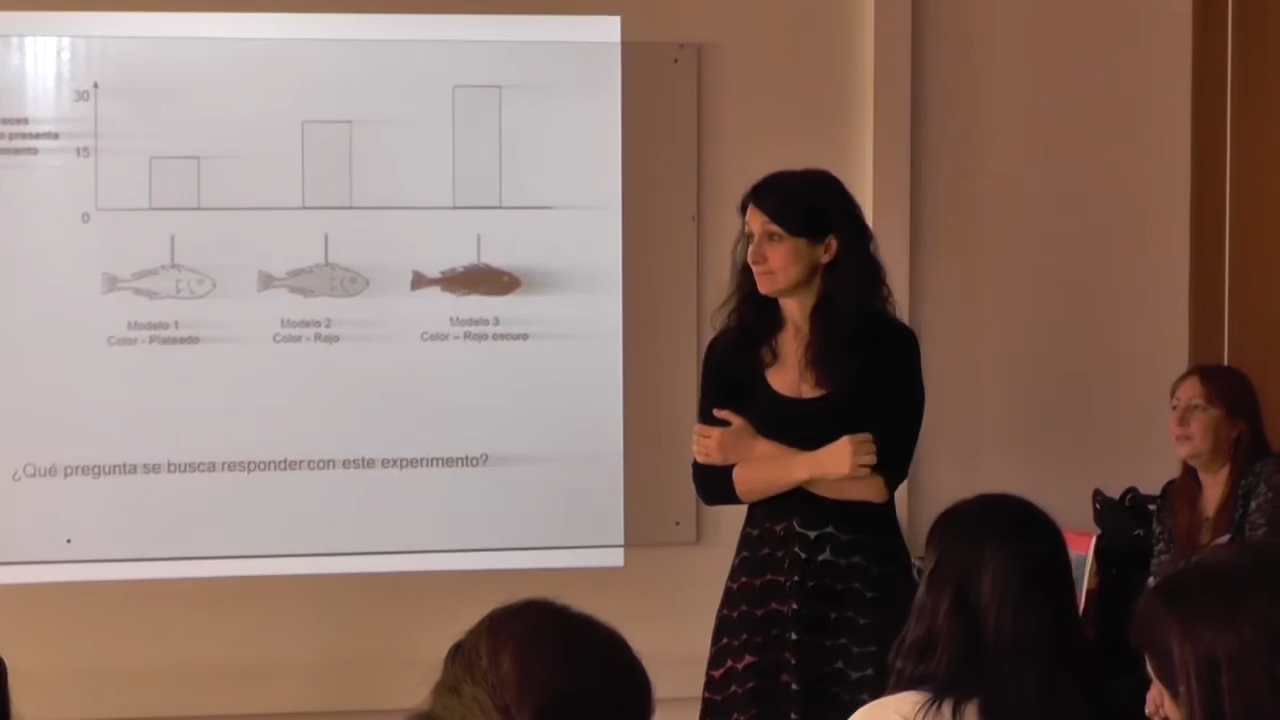 30
presenta
15
0
Modelo 1
Color - Plateado
Modelo 2
Color - Rojo
Modelo 3
Color – Rojo oscuro
¿Qué pregunta se busca responder con este experimento?